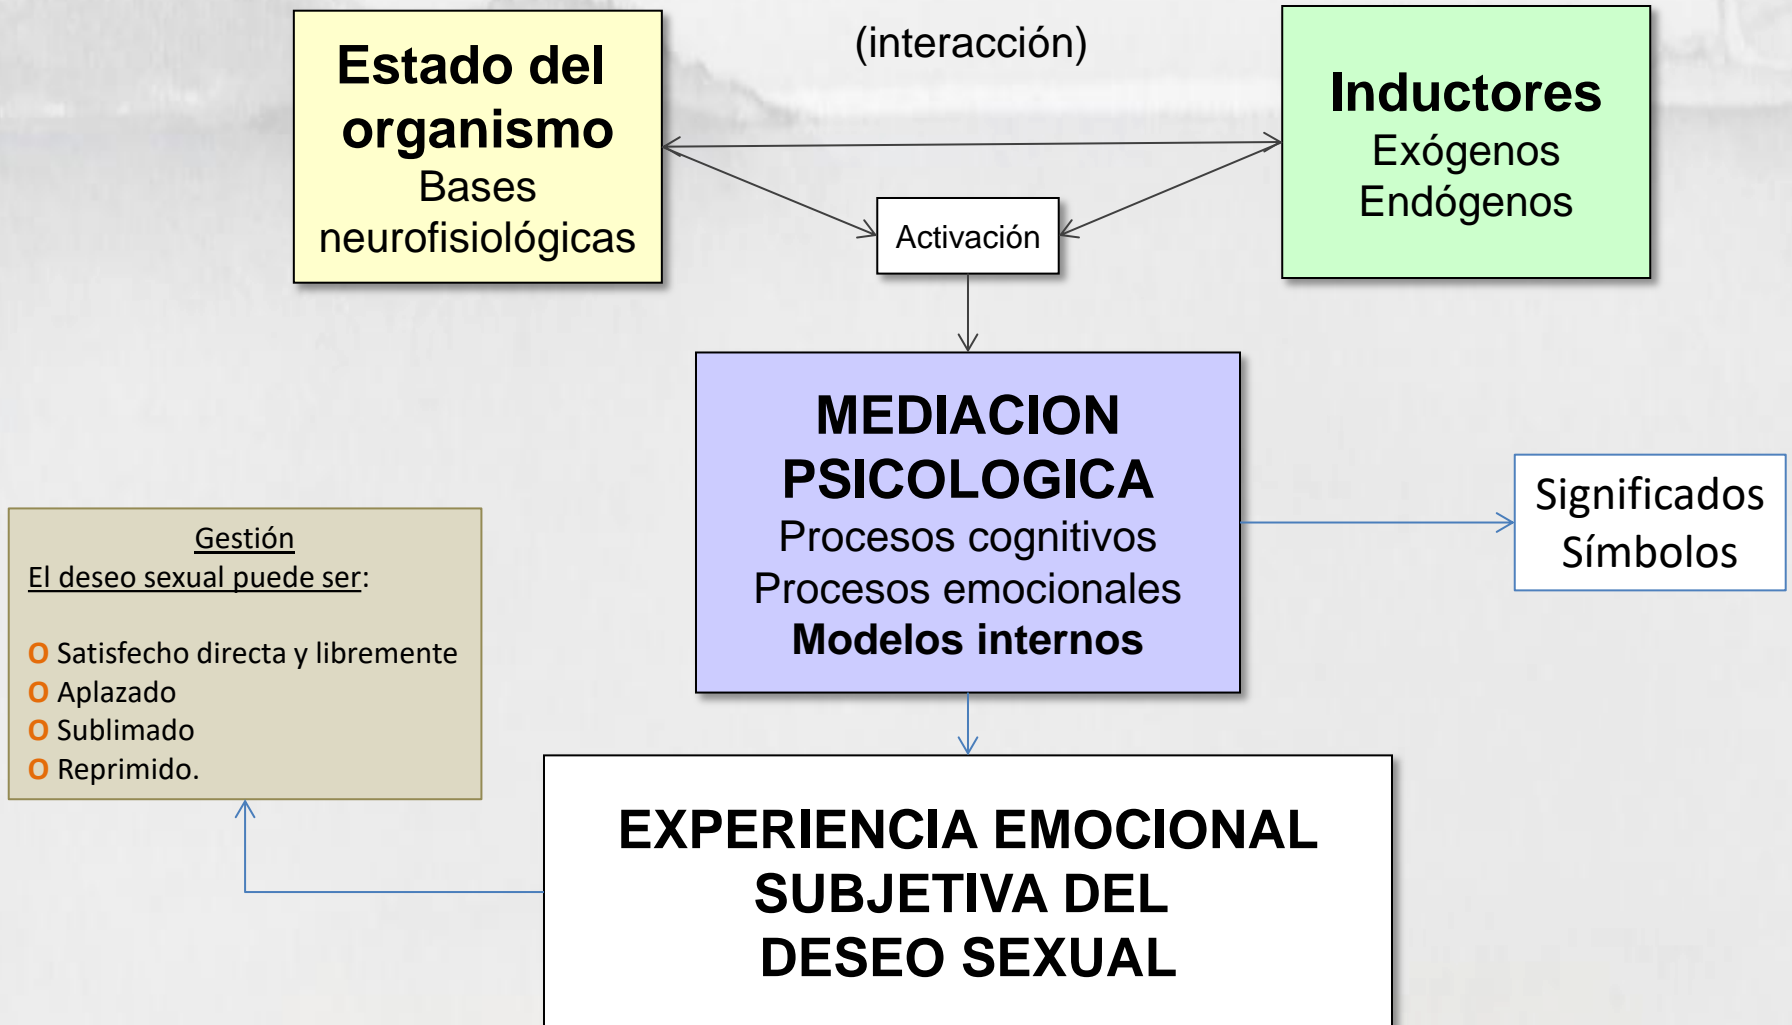 Estado del
organismo
Bases
neurofisiológicas
(interacción)
Inductores
Exógenos
Endógenos
Activación
MEDIACION
PSICOLOGICA
Procesos cognitivos
Procesos emocionales
Modelos internos
Significados
Símbolos
Gestión
El deseo sexual puede ser:
O Satisfecho directa y libremente
O Aplazado
O Sublimado
O Reprimido.
EXPERIENCIA EMOCIONAL
SUBJETIVA DEL
DESEO SEXUAL